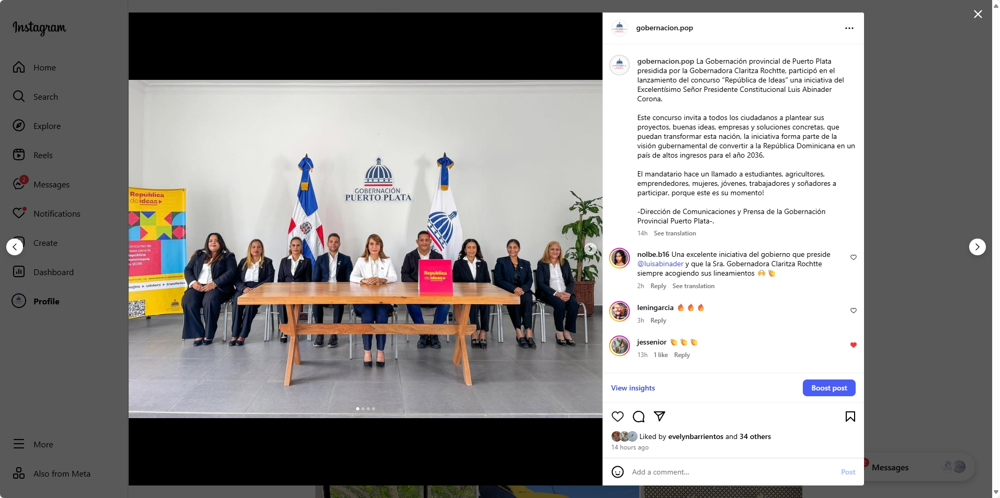 Instagram
Home
Search
Explore
Reels
2
Messages
Notifications
Create
Dashboard
Profile
More
Also from Meta
República
de ideas
Concurso de
ideas para la
República
Dominicana
de 2036
magina ▸ colabora ▸ transforma
GOBERNACIÓN
PUERTO PLATA
República
de ideas
gobernacion.pop
gobernacion.pop La Gobernación provincial de Puerto Plata
presidida por la Gobernadora Claritza Rochtte, participó en el
lanzamiento del concurso “República de Ideas” una iniciativa del
Excelentísimo Señor Presidente Constitucional Luis Abinader
Corona.
Este concurso invita a todos los ciudadanos a plantear sus
proyectos, buenas ideas, empresas y soluciones concretas, que
puedan transformar esta nación, la iniciativa forma parte de la
visión gubernamental de convertir a la República Dominicana en un
país de altos ingresos para el año 2036.
El mandatario hace un llamado a estudiantes, agricultores,
emprendedores, mujeres, jóvenes, trabajadores y soñadores a
participar, porque este es su momento!
-Dirección de Comunicaciones y Prensa de la Gobernación
Provincial Puerto Plata-.
14h See translation
nolbe.b16 Una excelente iniciativa del gobierno que preside
@luisabinader y que la Sra. Gobernadora Claritza Rochtte
siempre acogiendo sus lineamientos 🙌 👏
2h Reply See translation
leningarcia 🔥 🔥 🔥
3h Reply
jessenior 👏 👏 👏
13h 1 like Reply
View insights
Boost post
Liked by evelynbarrientos and 34 others
14 hours ago
Add a comment...
Post
Messages